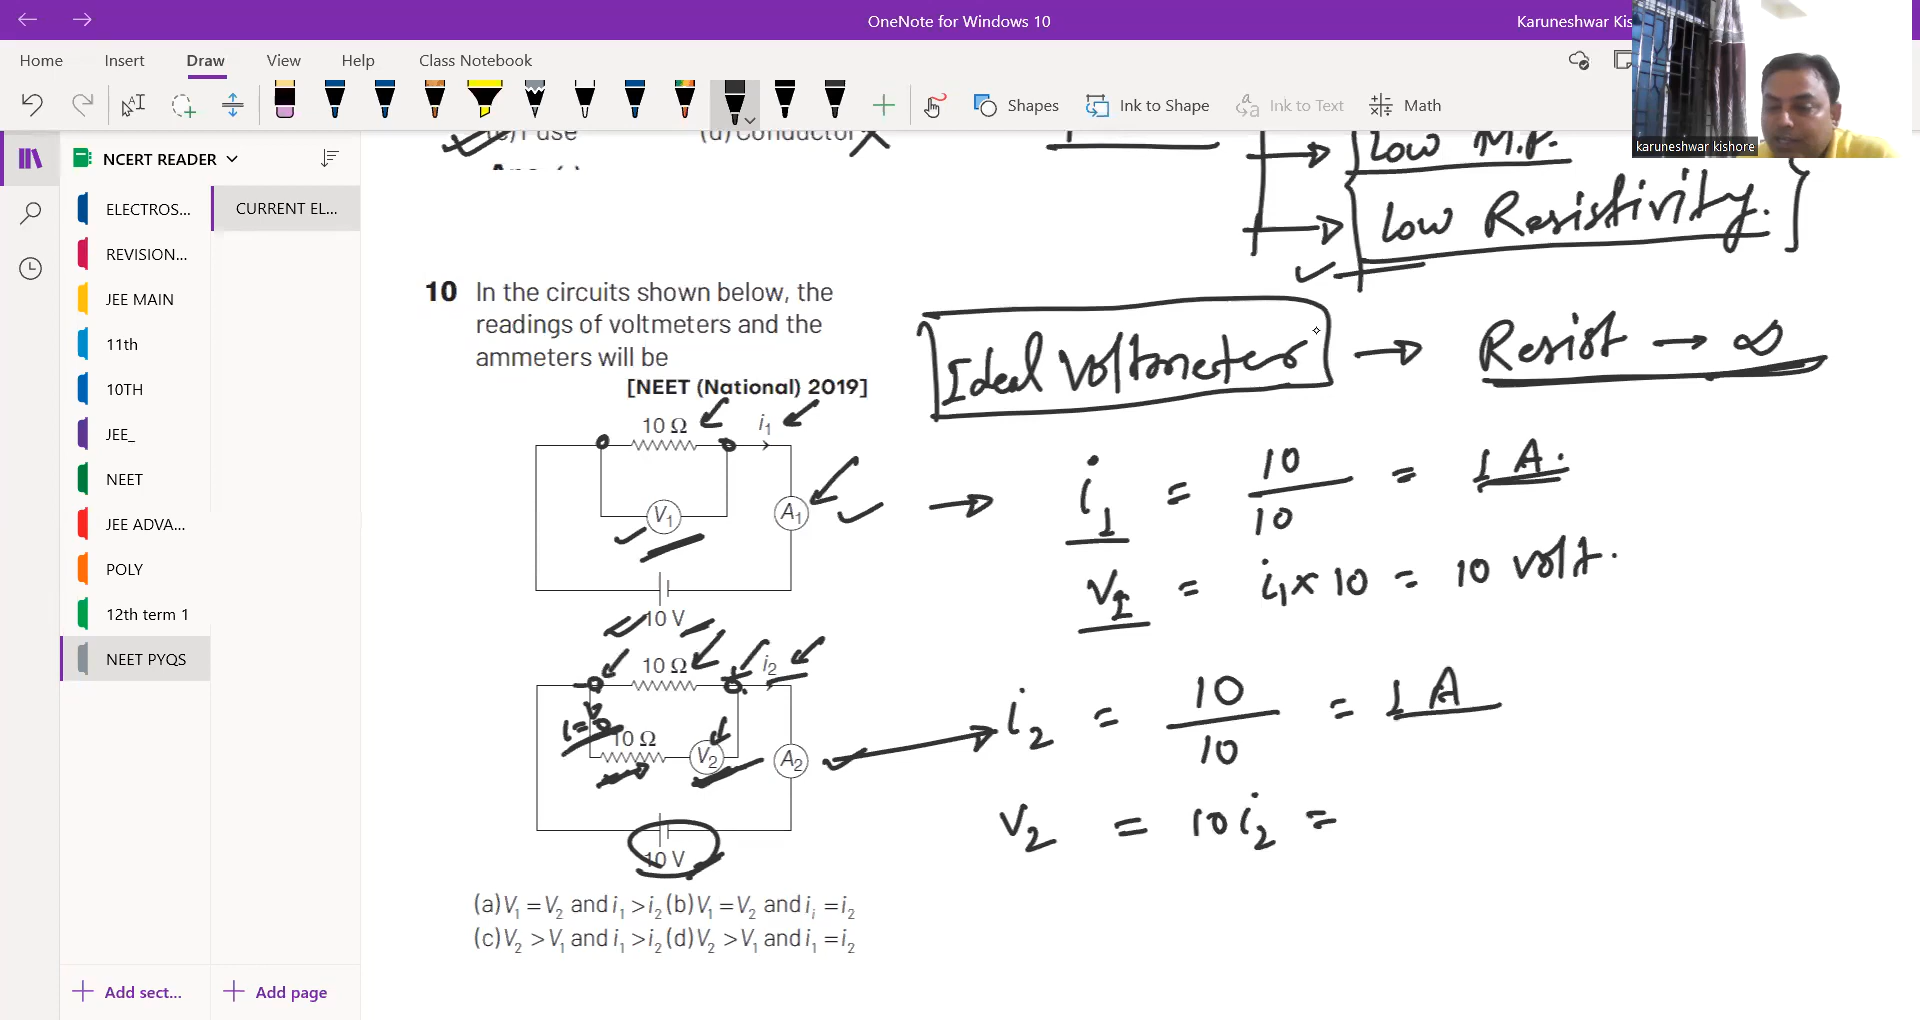 OneNote for Windows 10
Karuneshwar Kis
Home Insert Draw View Help Class Notebook
Shapes Ink to Shape Ink to Text Math
karuneshwar kishore
NCERT READER
ELECTROS...
REVISION...
JEE MAIN
11th
10TH
JEE_
NEET
JEE ADVA...
POLY
12th term 1
NEET PYQS
Add sect...
CURRENT EL...
Add page
(c) Fuse (d) Conductor
Low M.P.
Low Resistivity.
10 In the circuits shown below, the
readings of voltmeters and the
ammeters will be
[NEET (National) 2019]
10 Ω i₁
V₁ A₁
10 V
10 Ω i₂
i=0
10 Ω V₂ A₂
10 V
(a) V₁ = V₂ and i₁ > i₂ (b) V₁ = V₂ and iᵢ = i₂
(c) V₂ > V₁ and i₁ > i₂ (d) V₂ > V₁ and i₁ = i₂
Ideal Voltmeter → Resist → ∞
→ i₁ = 10/10 = 1 A.
V₁ = i₁ × 10 = 10 volt.
i₂ = 10/10 = 1 A
V₂ = 10 i₂ =